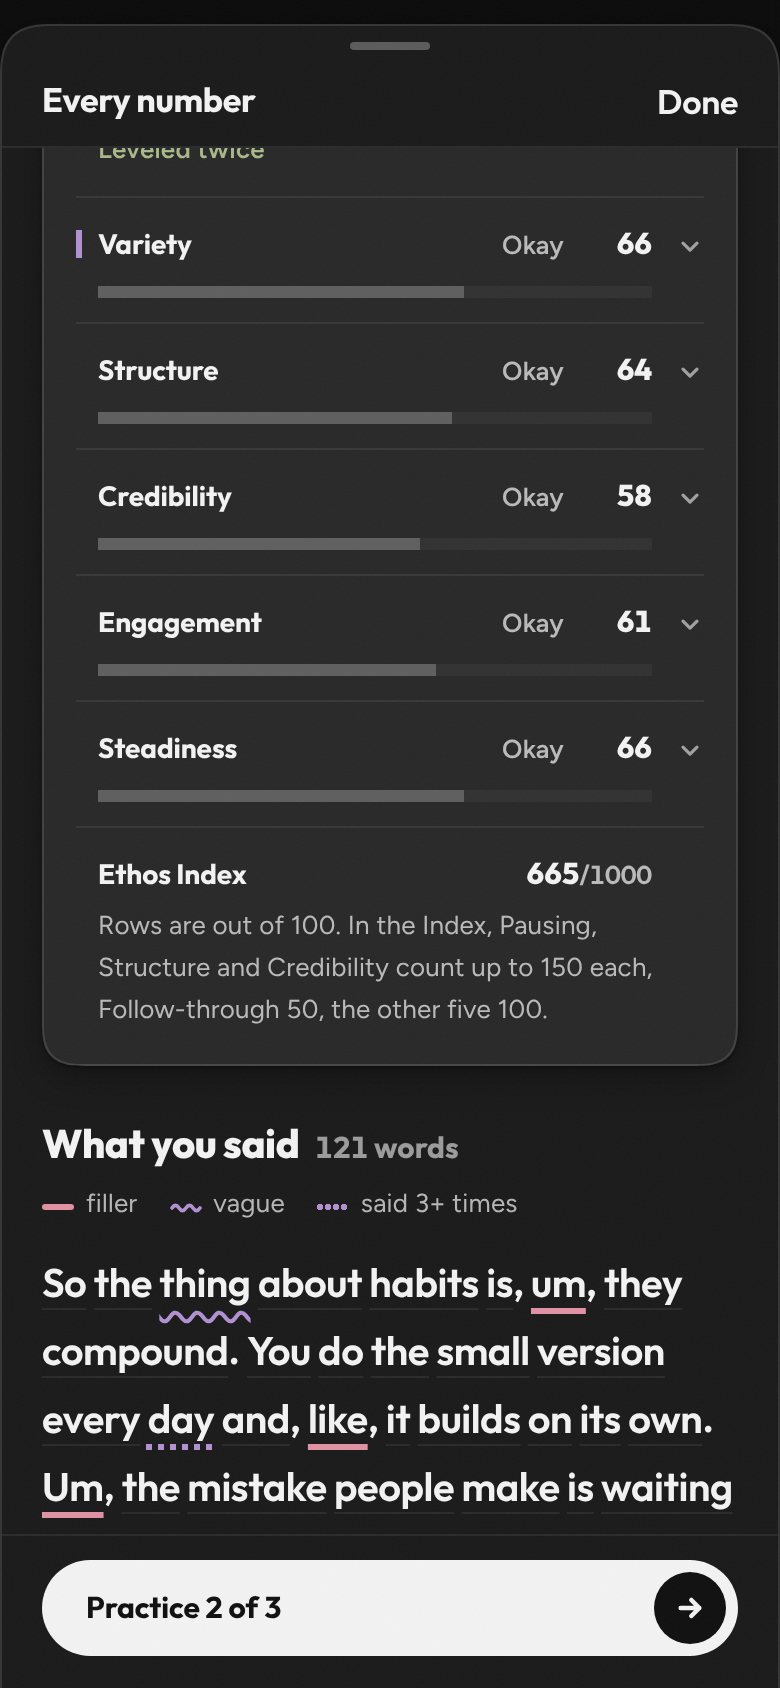 Every number
Done
Leveled twice
Variety Okay 66
Structure Okay 64
Credibility Okay 58
Engagement Okay 61
Steadiness Okay 66
Ethos Index 665/1000
Rows are out of 100. In the Index, Pausing,
Structure and Credibility count up to 150 each,
Follow-through 50, the other five 100.
What you said 121 words
filler vague said 3+ times
So the thing about habits is, um, they
compound. You do the small version
every day and, like, it builds on its own.
Um, the mistake people make is waiting
Practice 2 of 3